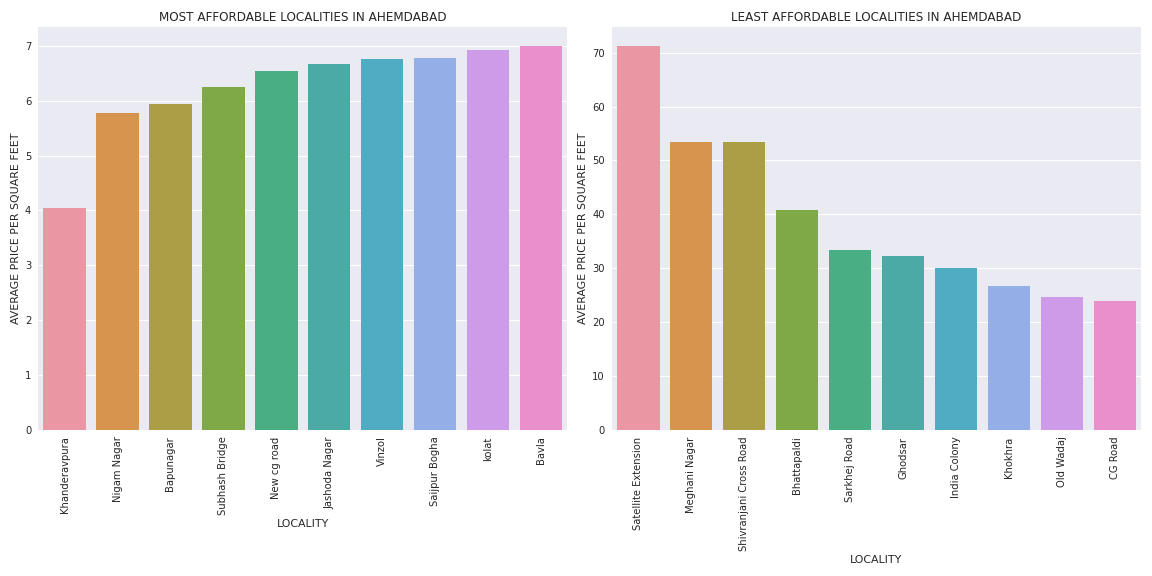 MOST AFFORDABLE LOCALITIES IN AHEMDABAD
AVERAGE PRICE PER SQUARE FEET
7
6
5
4
3
2
1
0
Khanderavpura
Nigam Nagar
Bapunagar
Subhash Bridge
New cg road
Jashoda Nagar
Vinzol
Saijpur Bogha
kolat
Bavla
LOCALITY
LEAST AFFORDABLE LOCALITIES IN AHEMDABAD
AVERAGE PRICE PER SQUARE FEET
70
60
50
40
30
20
10
0
Satellite Extension
Meghani Nagar
Shivranjani Cross Road
Bhattapaldi
Sarkhej Road
Ghodsar
India Colony
Khokhra
Old Wadaj
CG Road
LOCALITY